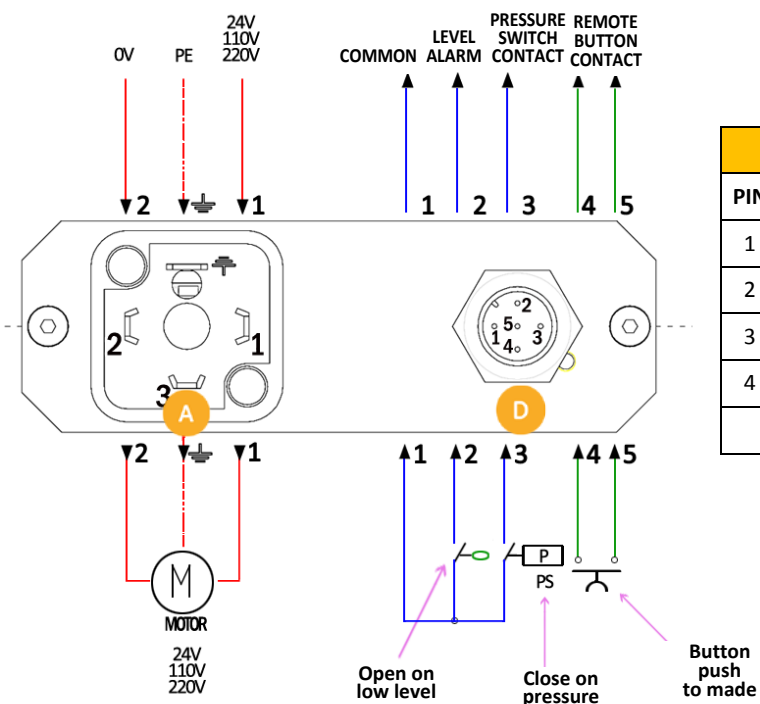 24V
110V
220V
0V
PE
COMMON
LEVEL
ALARM
PRESSURE
SWITCH
CONTACT
REMOTE
BUTTON
CONTACT
2
1
1
2
3
4
5
2
1
3
A
2
5
1
3
4
D
PIN
1
2
3
4
2
1
1
2
3
4
5
M
MOTOR
24V
110V
220V
P
PS
Open on
low level
Close on
pressure
Button
push
to made